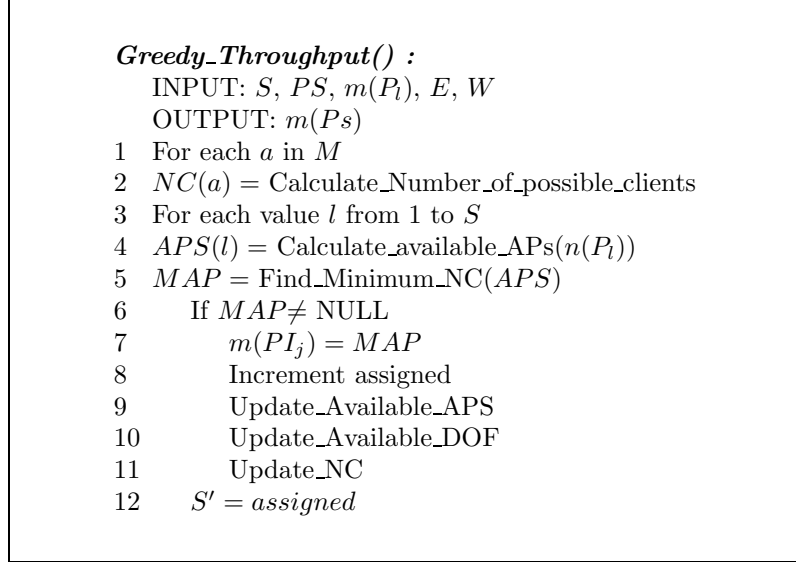 Greedy_Throughput() :
INPUT: S, PS, m(P_l), E, W
OUTPUT: m(Ps)
1 For each a in M
2 NC(a) = Calculate_Number_of_possible_clients
3 For each value l from 1 to S
4 APS(l) = Calculate_available_APs(n(P_l))
5 MAP = Find_Minimum_NC(APS)
6 If MAP≠ NULL
7 m(PI_j) = MAP
8 Increment assigned
9 Update_Available_APS
10 Update_Available_DOF
11 Update_NC
12 S′ = assigned